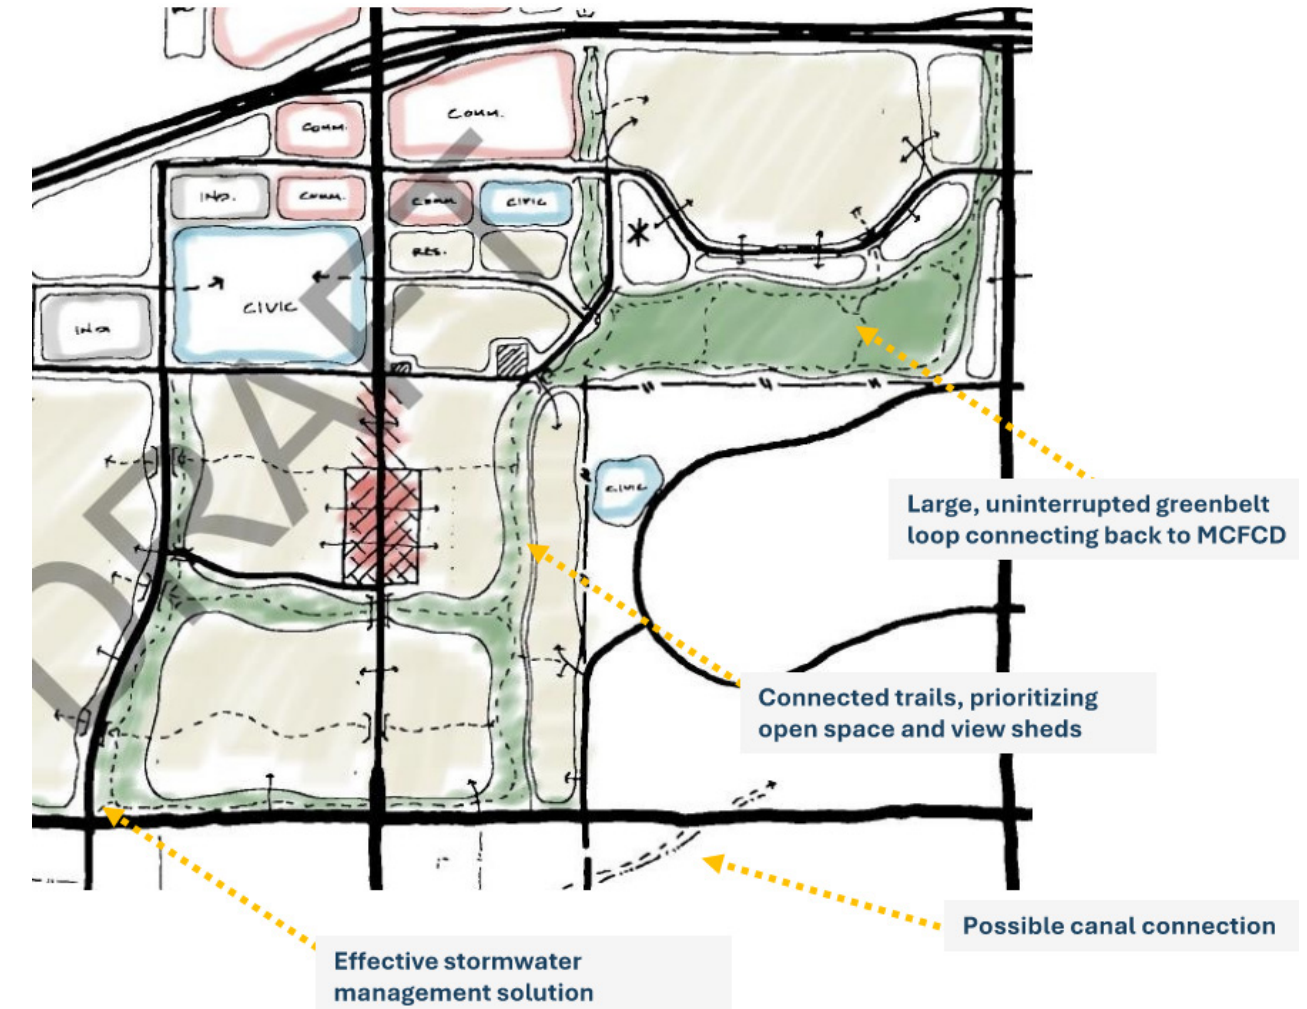 COMM.
COMM.
IND.
COMM.
COMM
CIVIC
RES.
CIVIC
IND
DRAFT
CIVIC
Large, uninterrupted greenbelt
loop connecting back to MCFCD
Connected trails, prioritizing
open space and view sheds
Possible canal connection
Effective stormwater
management solution